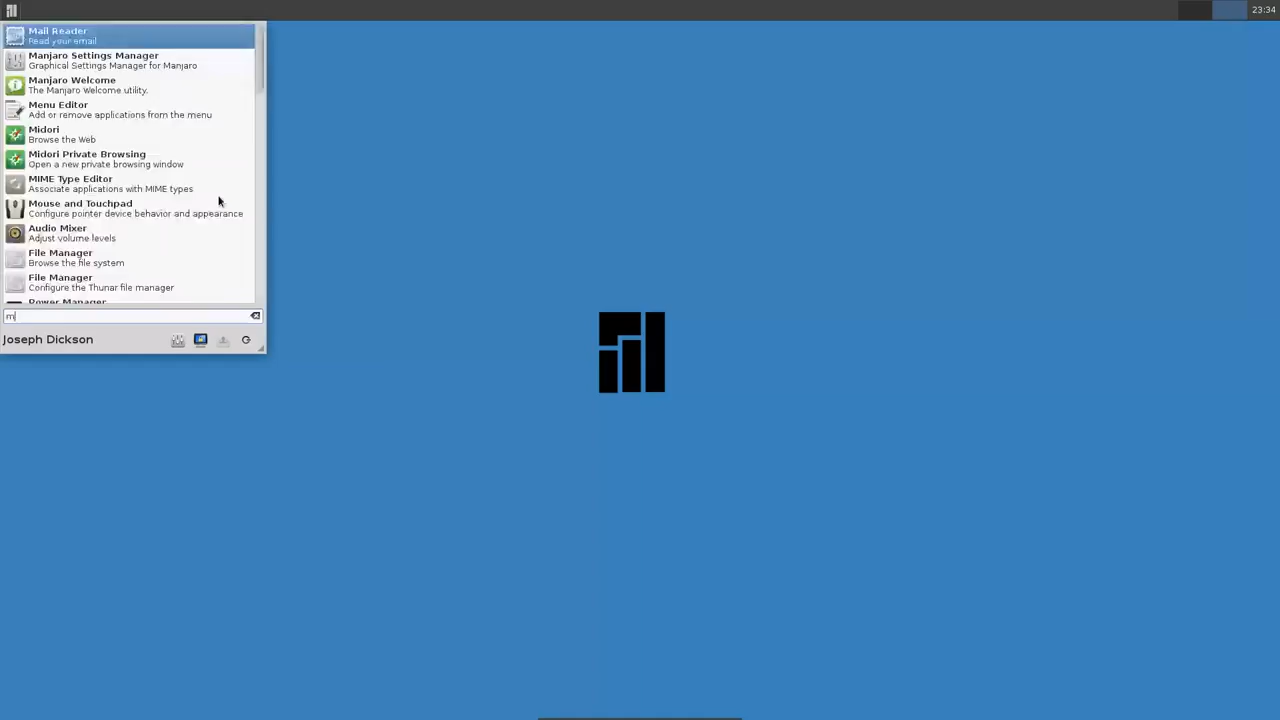 23:34
Mail Reader
Read your email
Manjaro Settings Manager
Graphical Settings Manager for Manjaro
Manjaro Welcome
The Manjaro Welcome utility.
Menu Editor
Add or remove applications from the menu
Midori
Browse the Web
Midori Private Browsing
Open a new private browsing window
MIME Type Editor
Associate applications with MIME types
Mouse and Touchpad
Configure pointer device behavior and appearance
Audio Mixer
Adjust volume levels
File Manager
Browse the file system
File Manager
Configure the Thunar file manager
Power Manager
m
Joseph Dickson